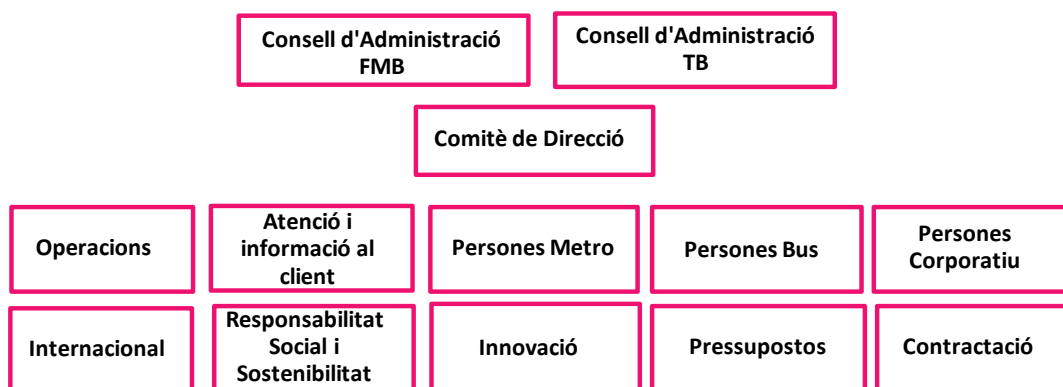 Consell d'Administració
FMB
Consell d'Administració
TB
Comitè de Direcció
Operacions
Atenció i
informació al
client
Persones Metro
Persones Bus
Persones
Corporatiu
Internacional
Responsabilitat
Social i
Sostenibilitat
Innovació
Pressupostos
Contractació